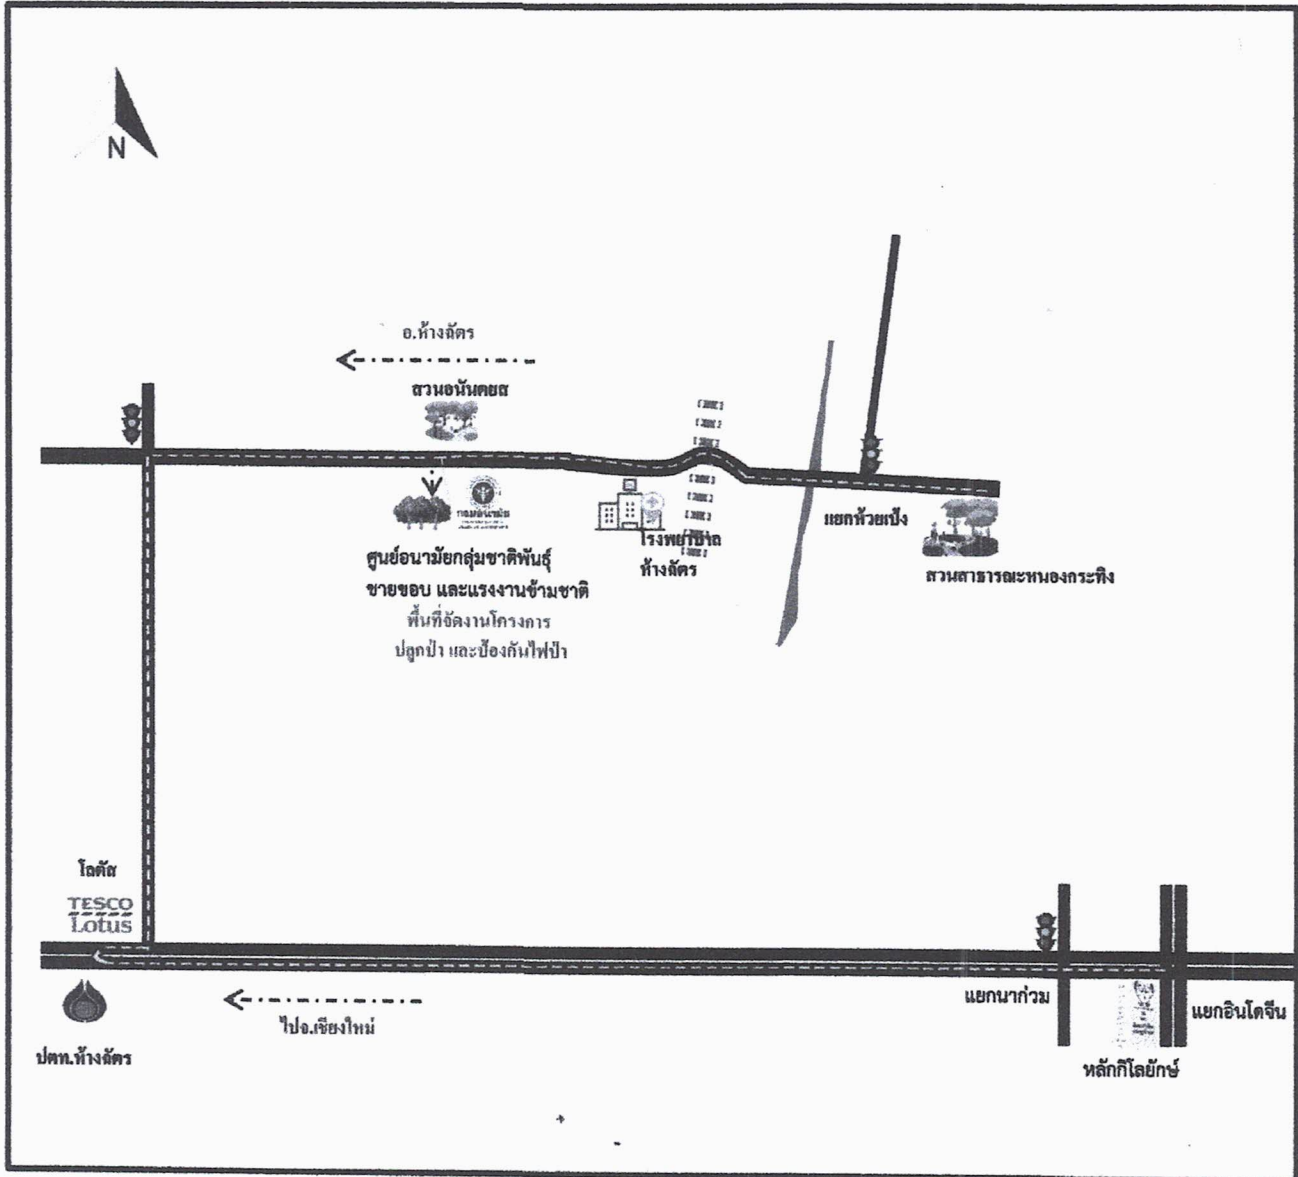 N
อ.ห้างฉัตร
สวนอนันตยส
แยกห้วยเป้ง
โรงพยาบาล
ห้างฉัตร
สวนสาธารณะหนองกระทิง
ศูนย์อนามัยกลุ่มชาติพันธุ์
ชายขอบ และแรงงานข้ามชาติ
พื้นที่จัดงานโครงการ
ปลูกป่า และป้องกันไฟป่า
โลตัส
TESCO
Lotus
แยกนาก่วม
แยกอินโดจีน
ไปจ.เชียงใหม่
ปตท.ห้างฉัตร
หลักกิโลยักษ์